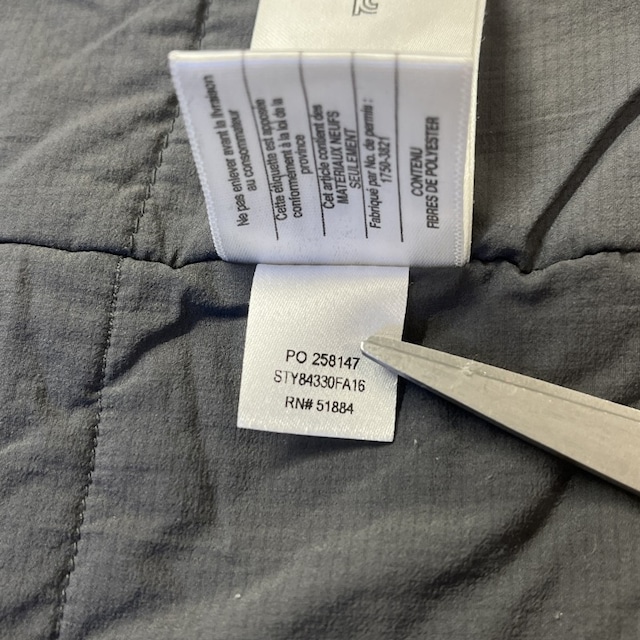 Ne pas enlever avant la livraison
au consommateur
Cette étiquette est apposée
conformément à la loi de la
province
Cet article contient des
MATÉRIAUX NEUFS
SEULEMENT
Fabriqué par No. de permis :
1756-3821
CONTENU
FIBRES DE POLYESTER
PO 258147
STY84330FA16
RN# 51884